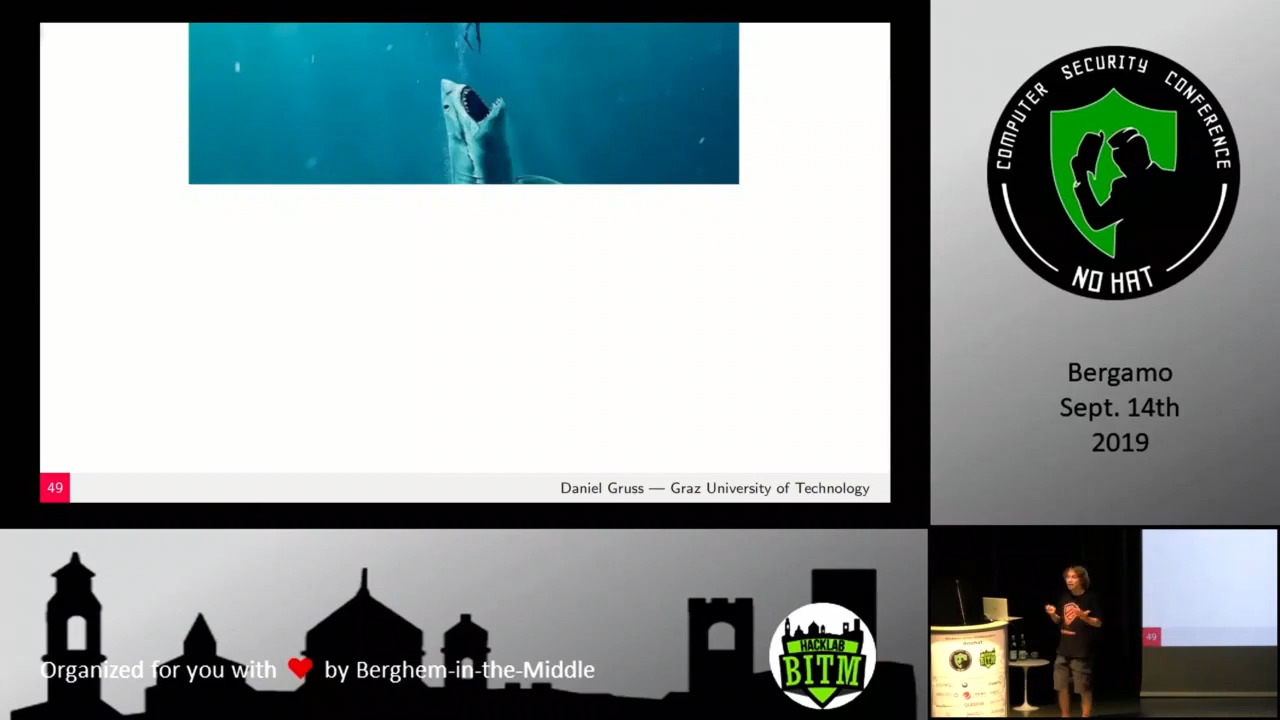 49
Daniel Gruss — Graz University of Technology
COMPUTER SECURITY CONFERENCE
NO HAT
Bergamo
Sept. 14th
2019
Organized for you with
by Berghem-in-the-Middle
HACKLAB
BITM
49